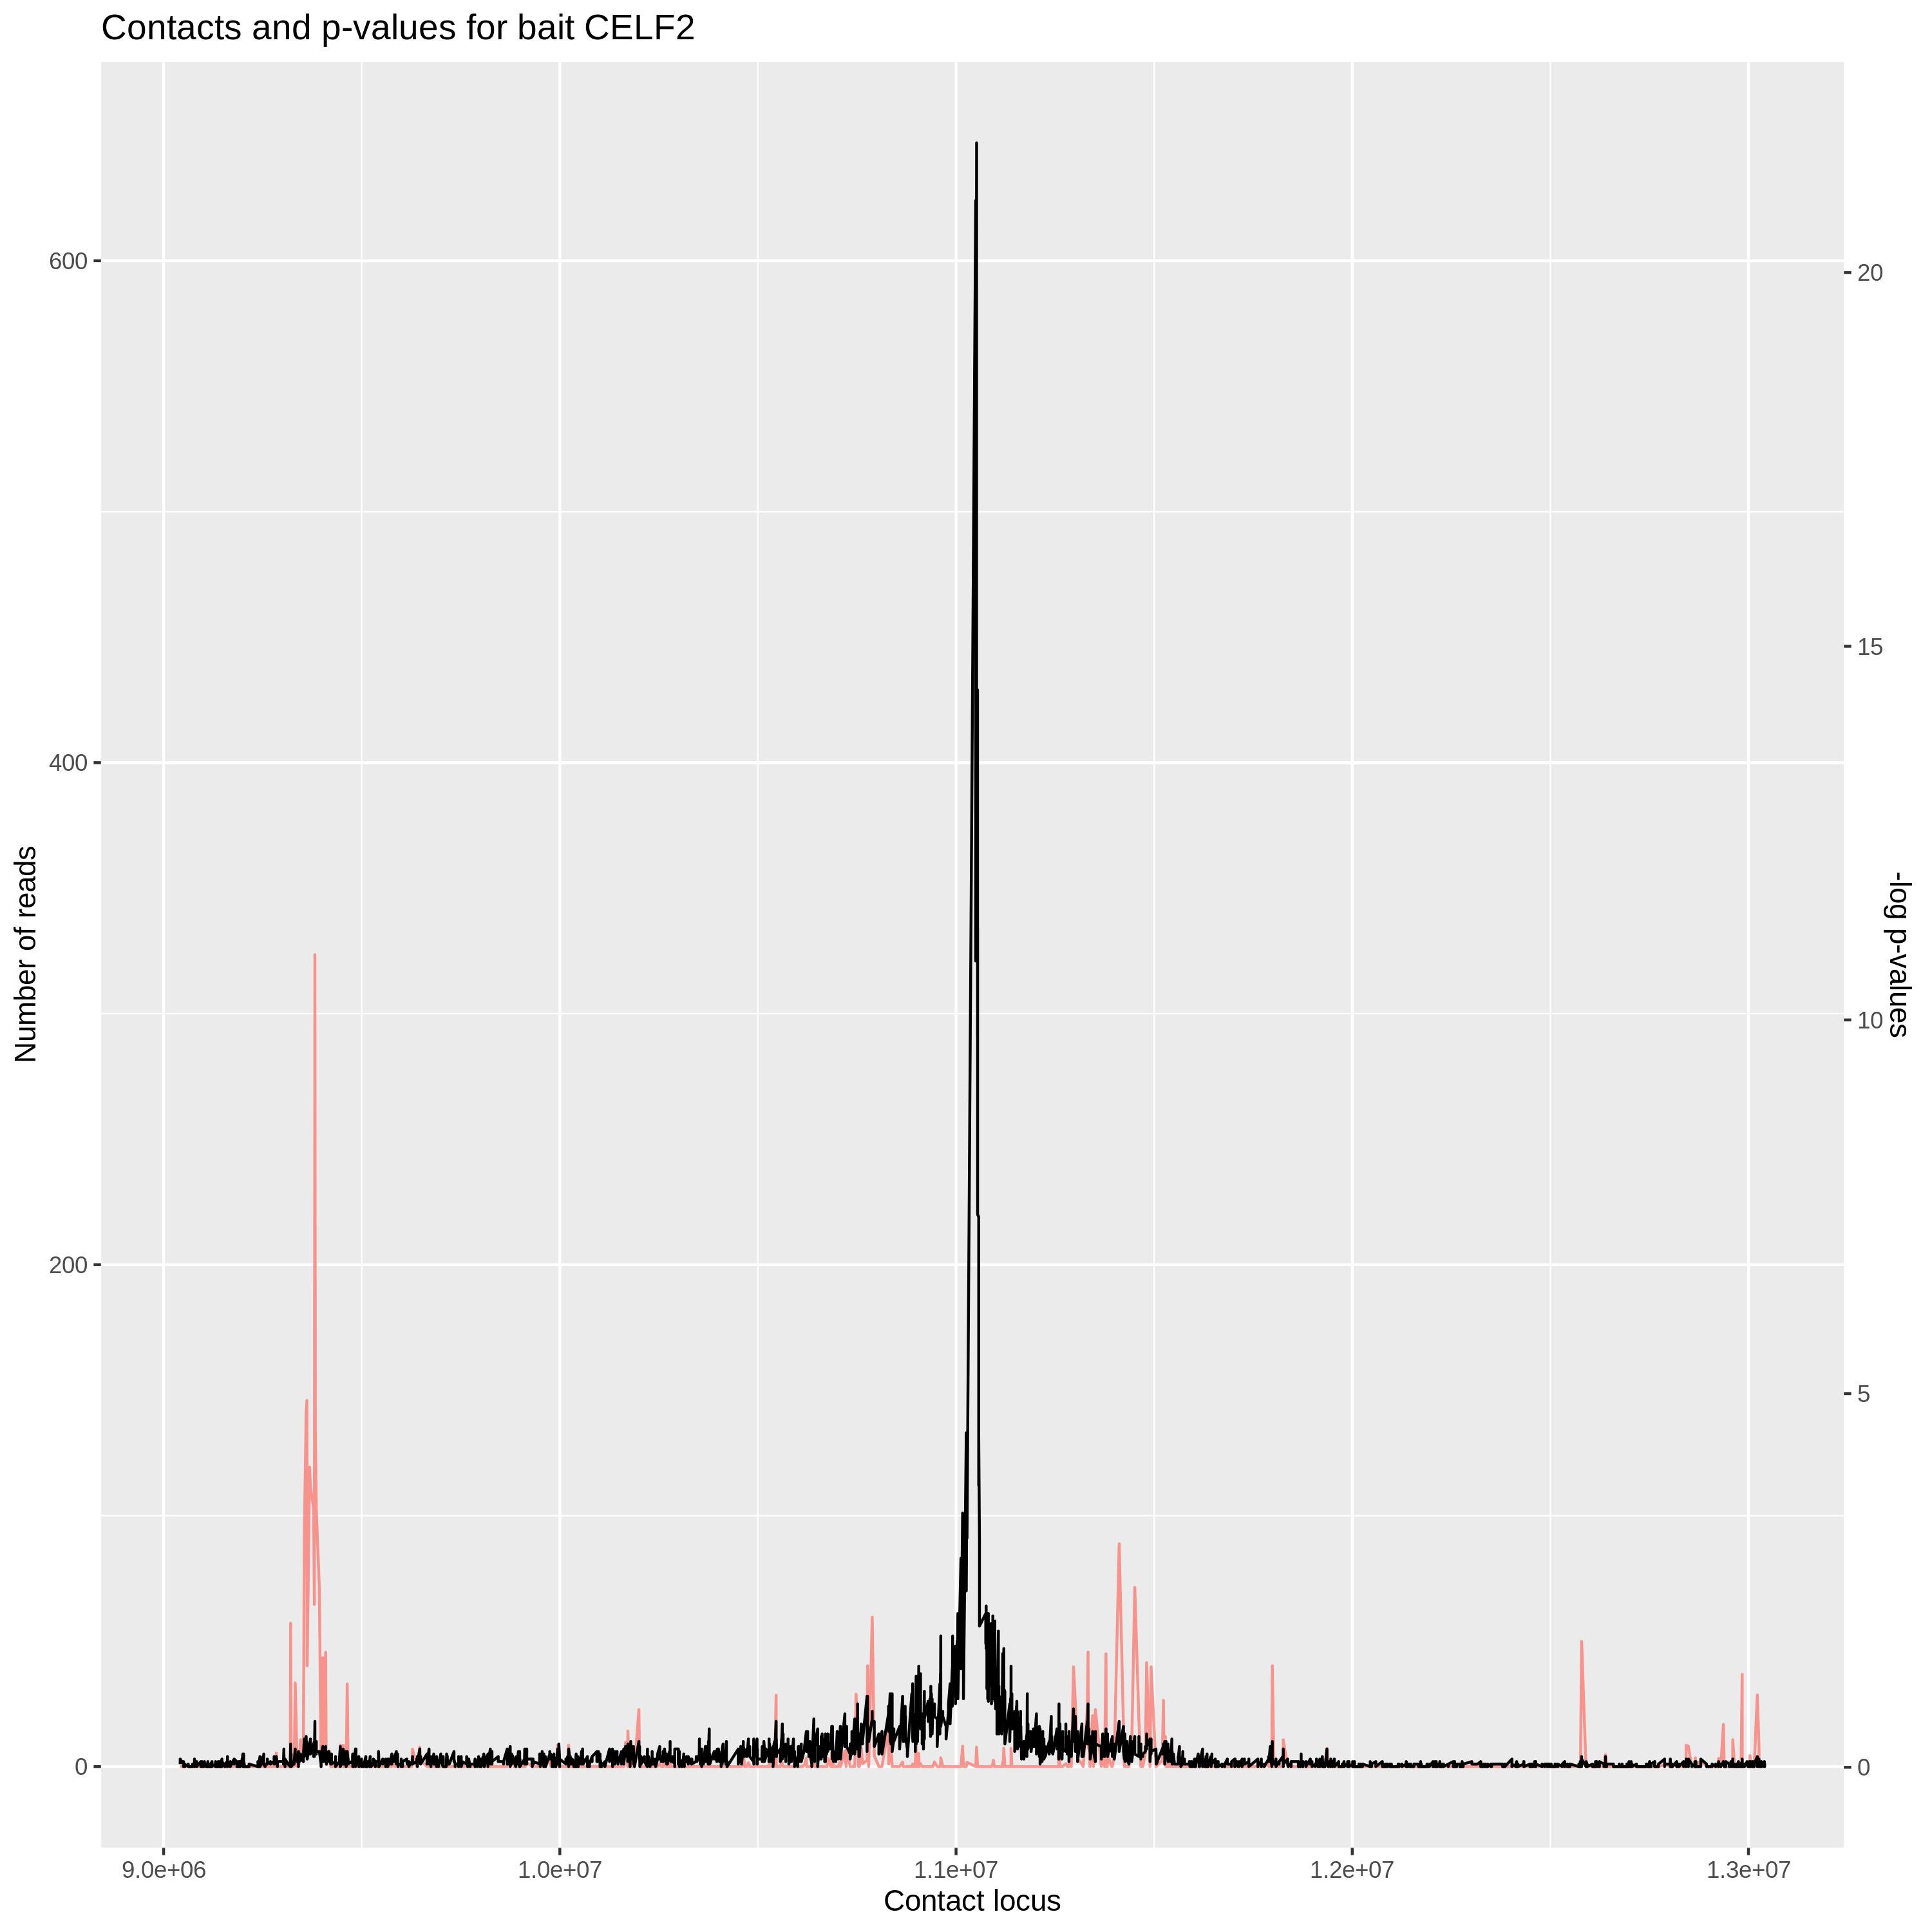 Contacts and p-values for bait CELF2
Number of reads
600
400
200
0
20
15
10
5
0
-log p-values
9.0e+06
1.0e+07
1.1e+07
1.2e+07
1.3e+07
Contact locus